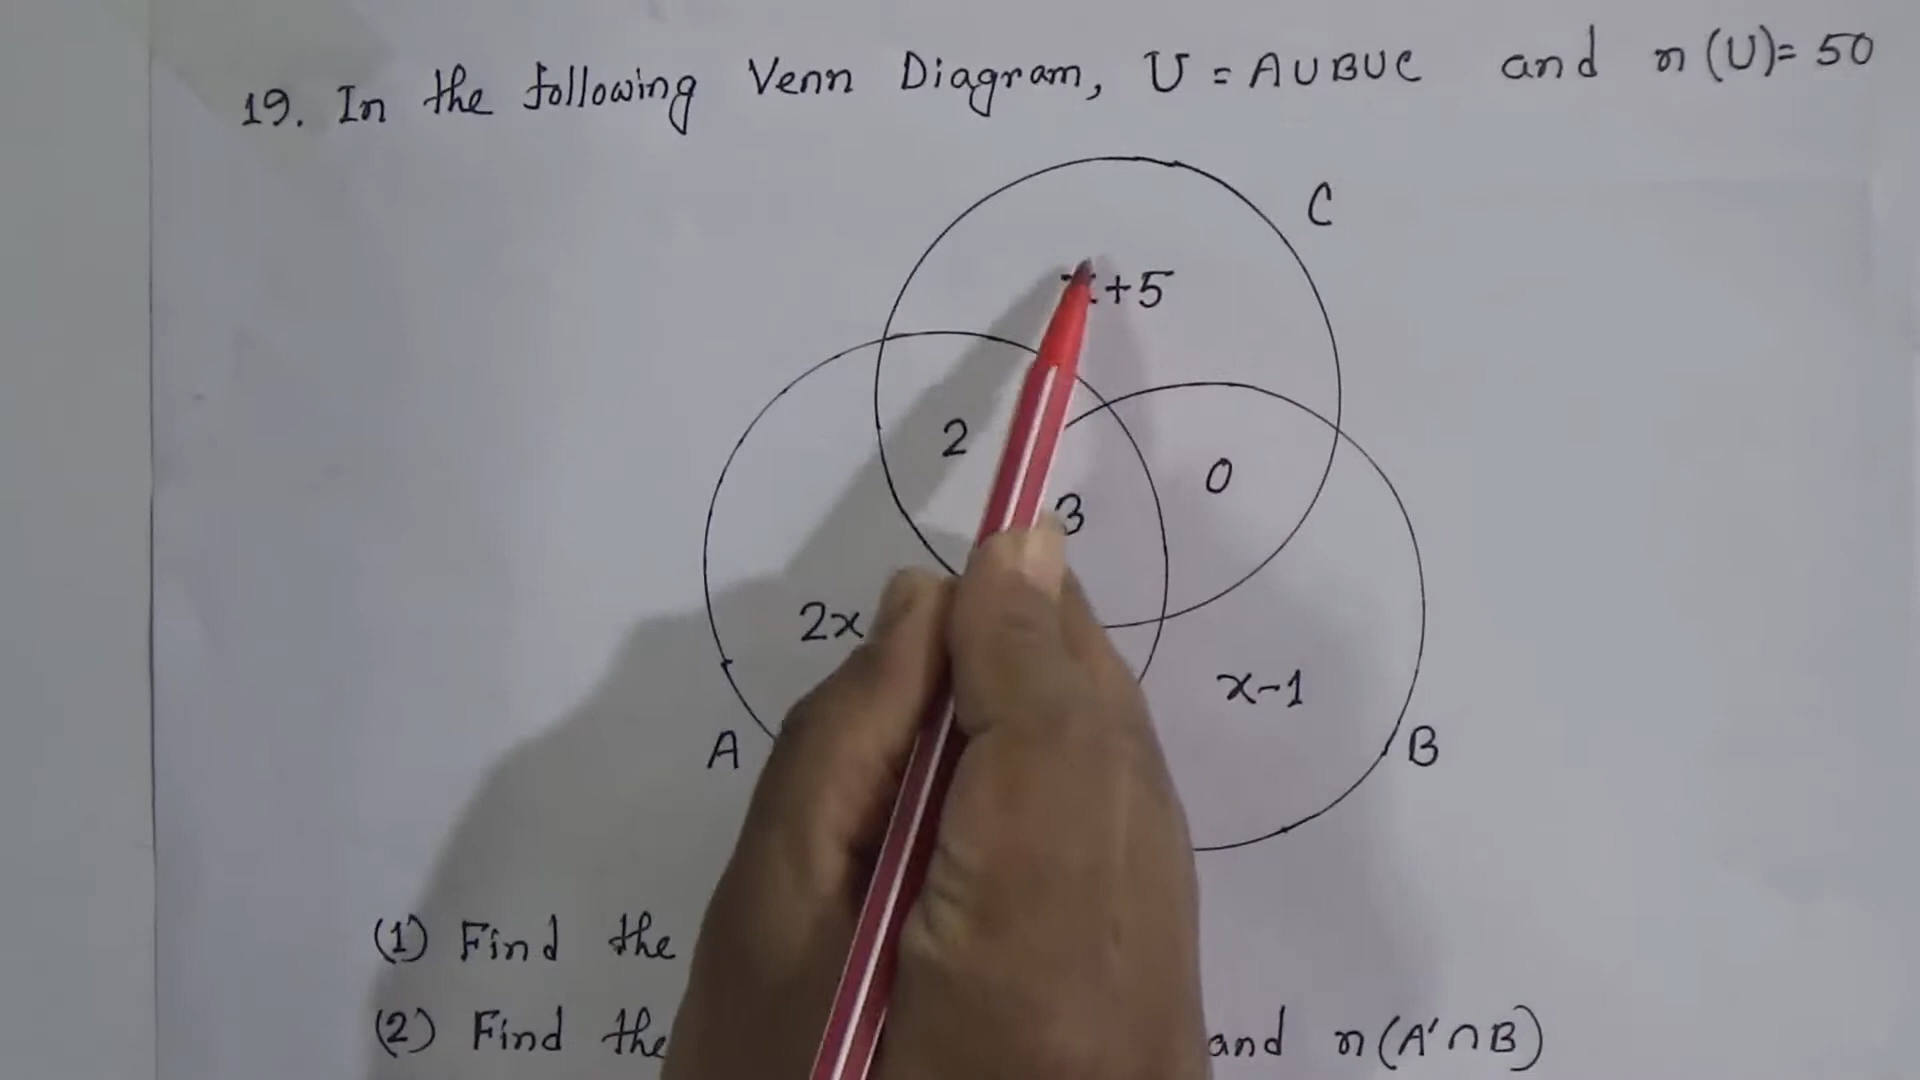 19. In the following Venn Diagram, U = A∪B∪C and n(U)= 50
C
x+5
2
0
3
2x
x-1
A
B
(1) Find the
(2) Find the and n(A'∩B)